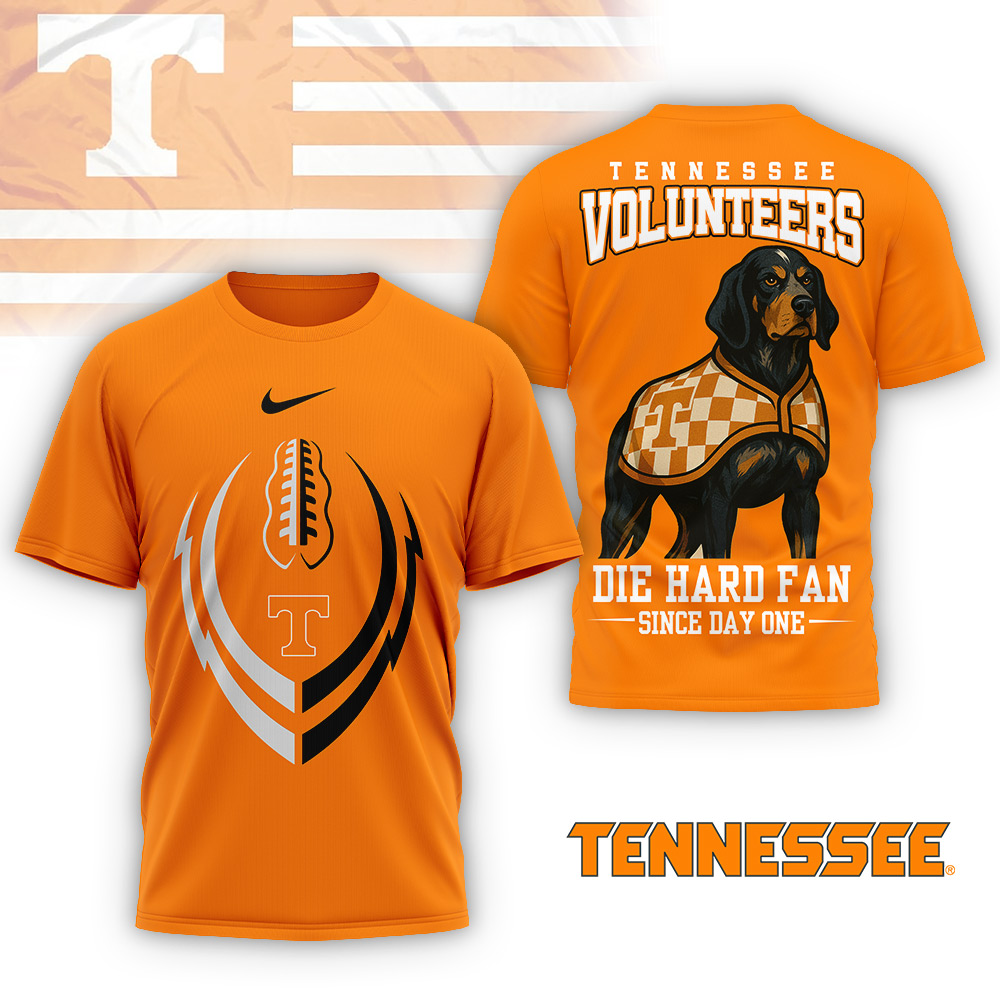 T
T
TENNESSEE
VOLUNTEERS
T
DIE HARD FAN
SINCE DAY ONE
TENNESSEE®